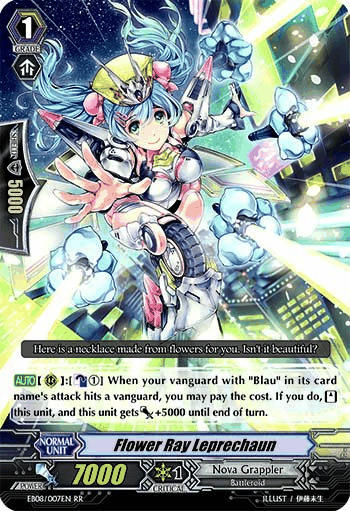 1
GRADE
SHIELD
5000
Here is a necklace made from flowers for you. Isn't it beautiful?
AUTO[ ]:[ ①] When your vanguard with "Blau" in its card
name's attack hits a vanguard, you may pay the cost. If you do,
this unit, and this unit gets +5000 until end of turn.
NORMAL
UNIT
Flower Ray Leprechaun
POWER
7000
1
CRITICAL
Nova Grappler
Battleroid
EB08/007EN RR
ILLUST / 伊藤未生